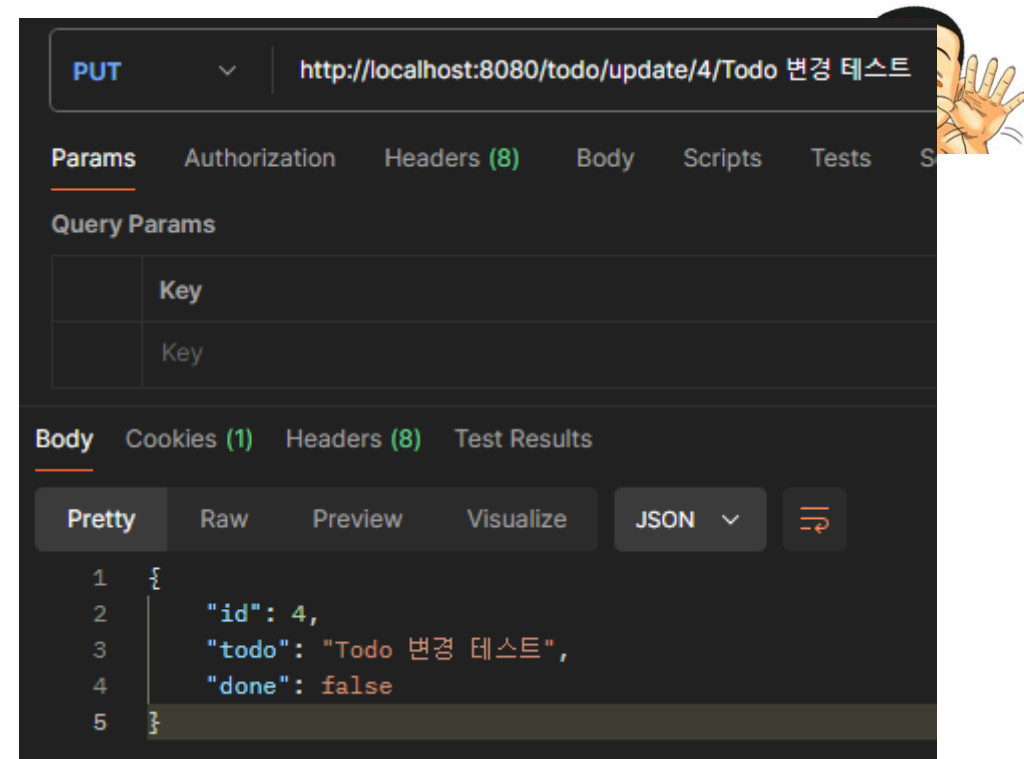 PUT http://localhost:8080/todo/update/4/Todo 변경 테스트
Params Authorization Headers (8) Body Scripts Tests
Query Params
Key
Key
Body Cookies (1) Headers (8) Test Results
Pretty Raw Preview Visualize JSON
1 {
2 "id": 4,
3 "todo": "Todo 변경 테스트",
4 "done": false
5 }